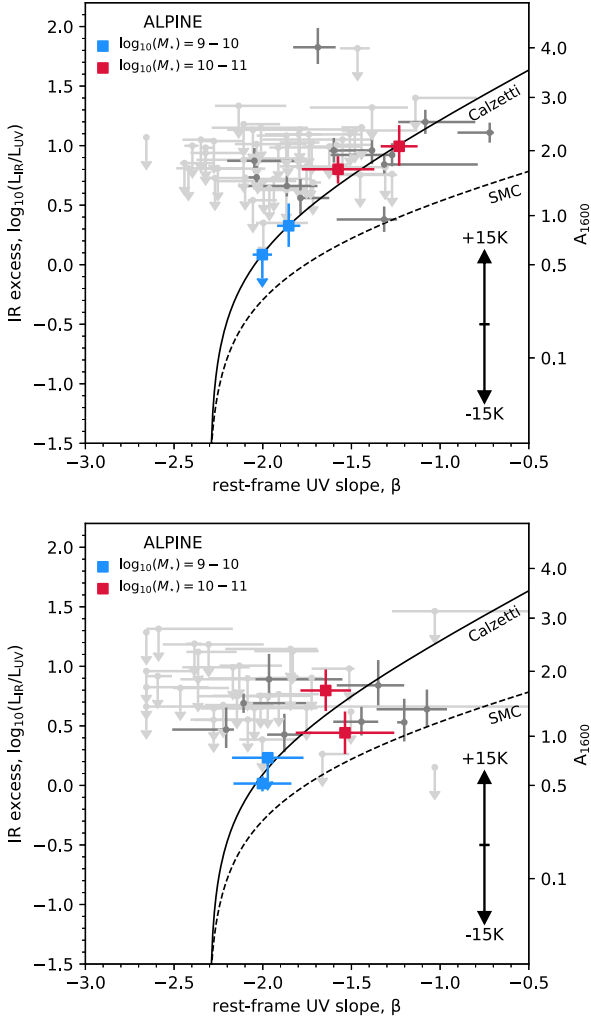 ALPINE
log₁₀(M⋆) = 9 − 10
log₁₀(M⋆) = 10 − 11
Calzetti
SMC
+15K
-15K
2.0
1.5
1.0
0.5
0.0
−0.5
−1.0
−1.5
IR excess, log₁₀(L_IR/L_UV)
4.0
3.0
2.0
1.0
0.5
0.1
A₁₆₀₀
−3.0 −2.5 −2.0 −1.5 −1.0 −0.5
rest-frame UV slope, β
ALPINE
log₁₀(M⋆) = 9 − 10
log₁₀(M⋆) = 10 − 11
Calzetti
SMC
+15K
-15K
2.0
1.5
1.0
0.5
0.0
−0.5
−1.0
−1.5
IR excess, log₁₀(L_IR/L_UV)
4.0
3.0
2.0
1.0
0.5
0.1
A₁₆₀₀
−3.0 −2.5 −2.0 −1.5 −1.0 −0.5
rest-frame UV slope, β